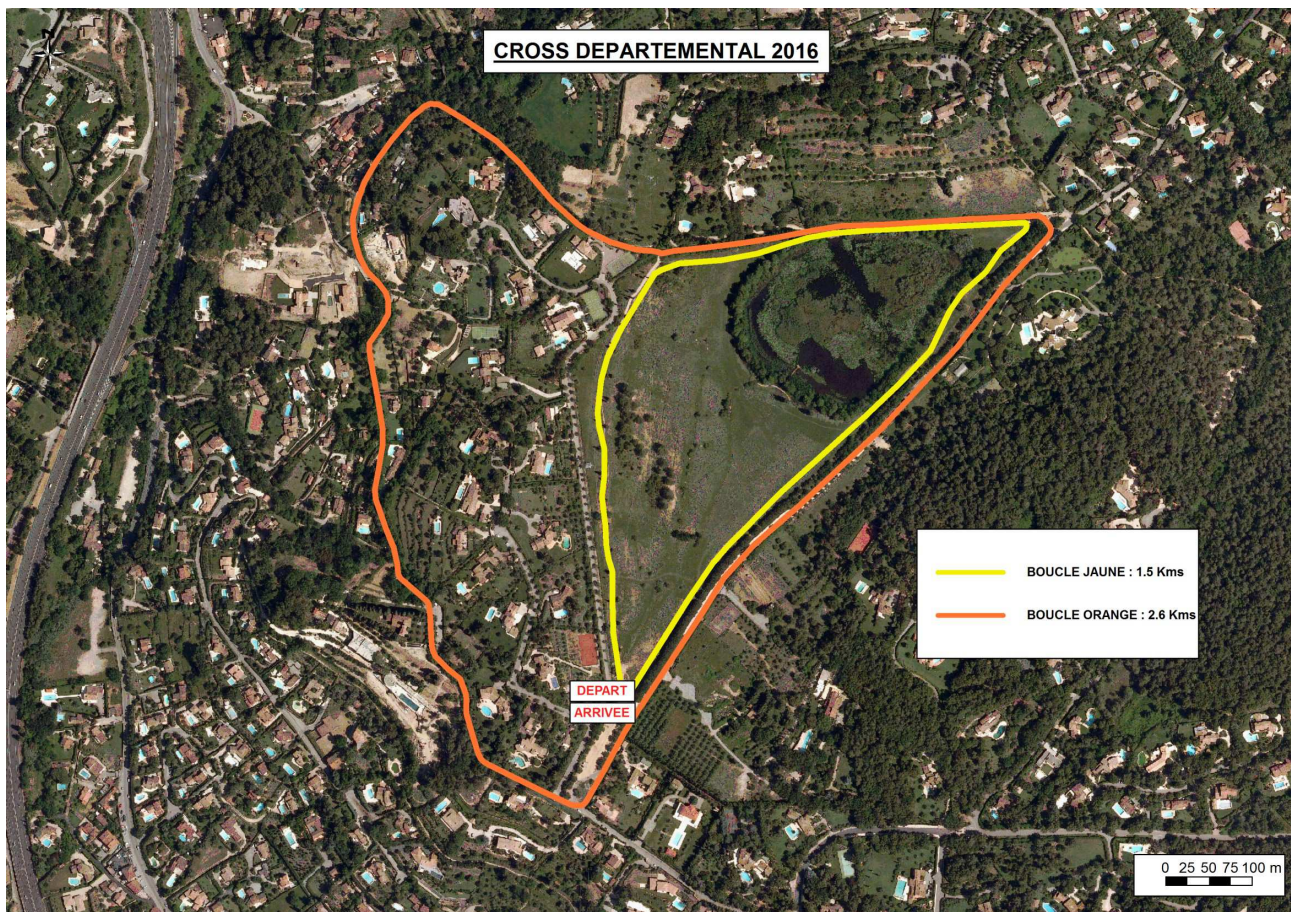 N
CROSS DEPARTEMENTAL 2016
BOUCLE JAUNE : 1.5 Kms
BOUCLE ORANGE : 2.6 Kms
DEPART
ARRIVEE
0 25 50 75 100 m